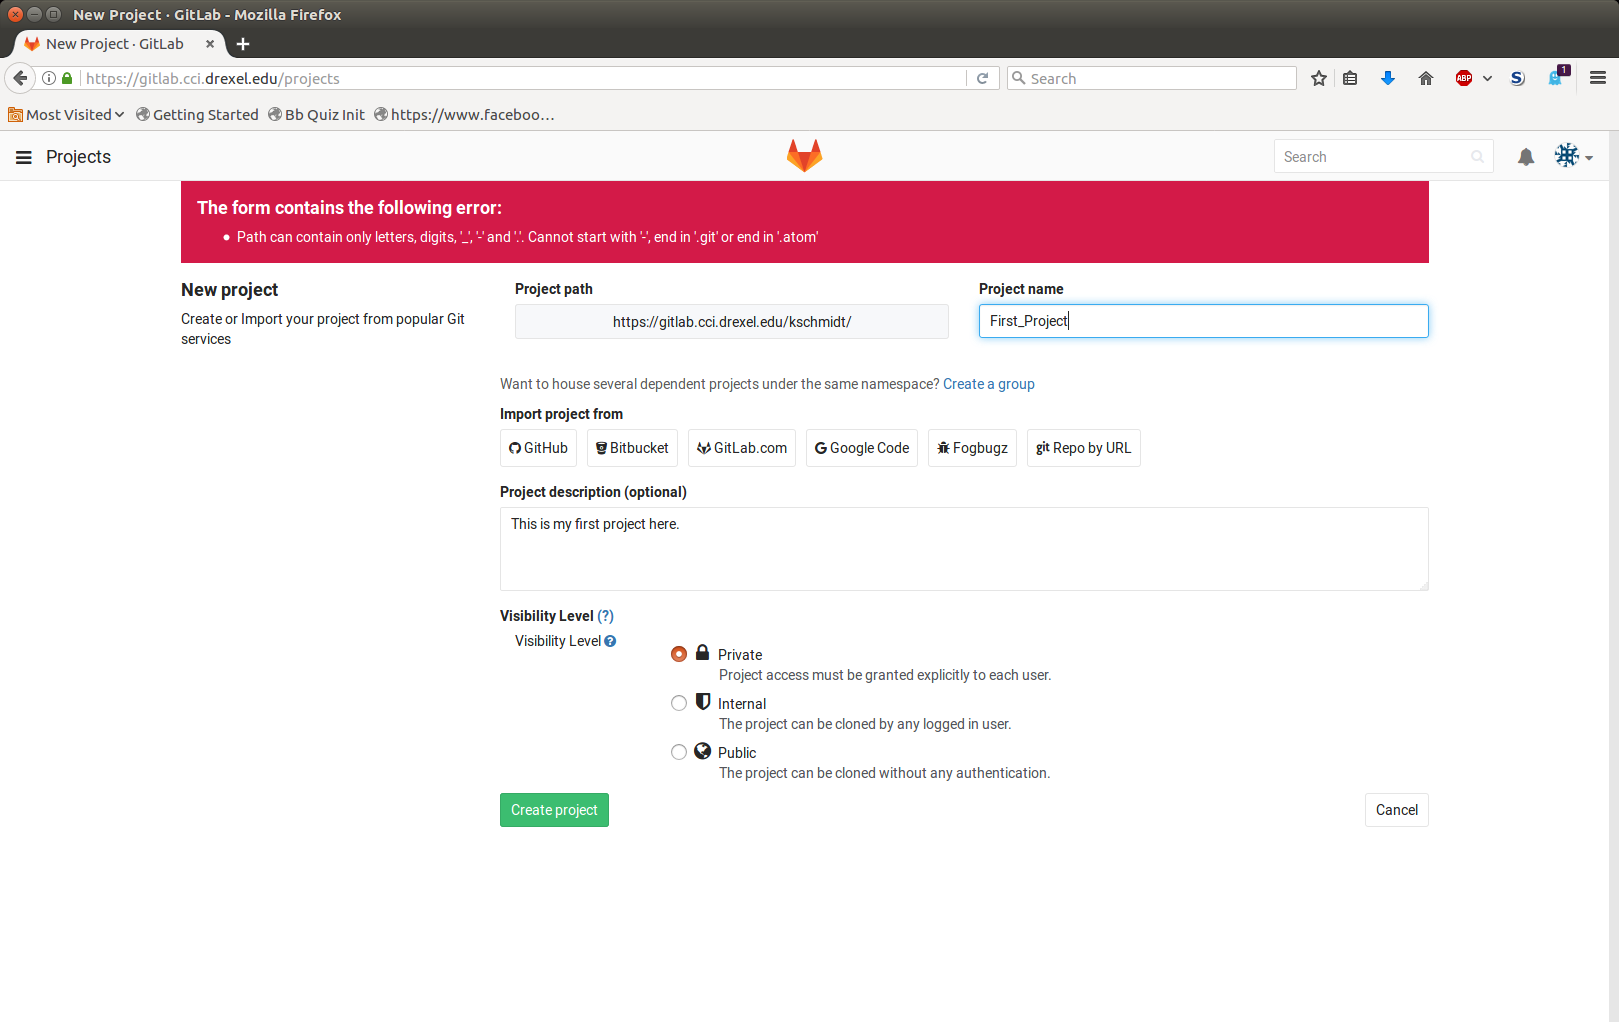 New Project · GitLab - Mozilla Firefox
New Project · GitLab
https://gitlab.cci.drexel.edu/projects
Search
ABP
S
1
Most Visited
Getting Started
Bb Quiz Init
https://www.faceboo...
Projects
Search
The form contains the following error:
Path can contain only letters, digits, '_', '-' and '.'. Cannot start with '-', end in '.git' or end in '.atom'
New project
Create or Import your project from popular Git
services
Project path
Project name
https://gitlab.cci.drexel.edu/kschmidt/
First_Project
Want to house several dependent projects under the same namespace? Create a group
Import project from
GitHub
Bitbucket
GitLab.com
G Google Code
Fogbugz
git Repo by URL
Project description (optional)
This is my first project here.
Visibility Level (?)
Visibility Level ?
Private
Project access must be granted explicitly to each user.
Internal
The project can be cloned by any logged in user.
Public
The project can be cloned without any authentication.
Create project
Cancel